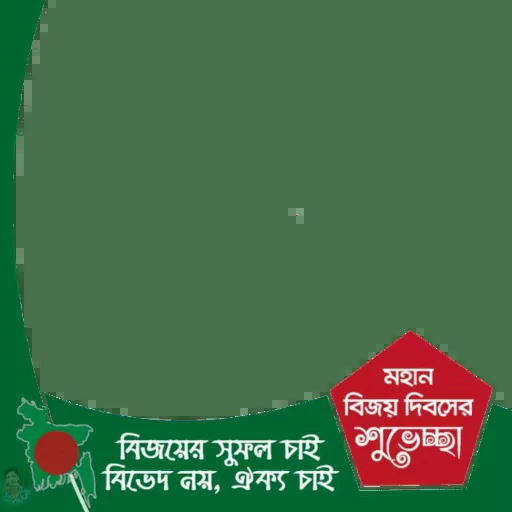 মহান
বিজয় দিবসের
শুভেচ্ছা
বিজয়ের সুফল চাই
বিভেদ নয়, ঐক্য চাই